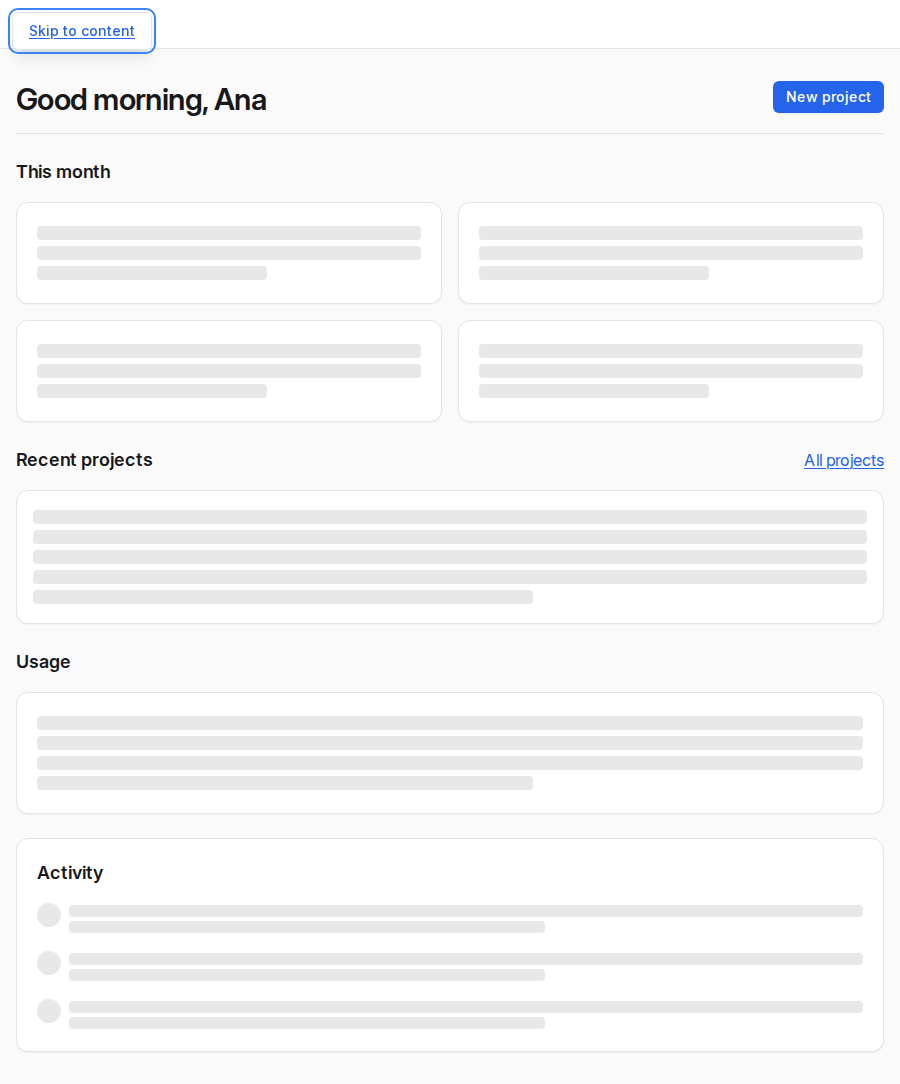 Skip to content
Good morning, Ana
New project
This month
Recent projects
All projects
Usage
Activity